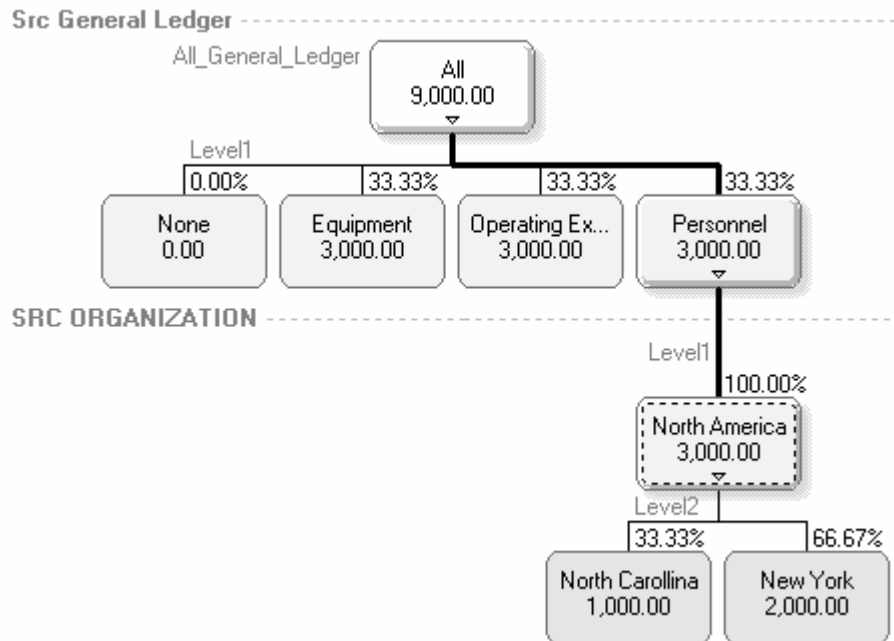 Src General Ledger
All_General_Ledger
All
9,000.00
Level1
0.00%
33.33%
33.33%
33.33%
None
0.00
Equipment
3,000.00
Operating Ex...
3,000.00
Personnel
3,000.00
SRC ORGANIZATION
Level1
100.00%
North America
3,000.00
Level2
33.33%
66.67%
North Carollina
1,000.00
New York
2,000.00